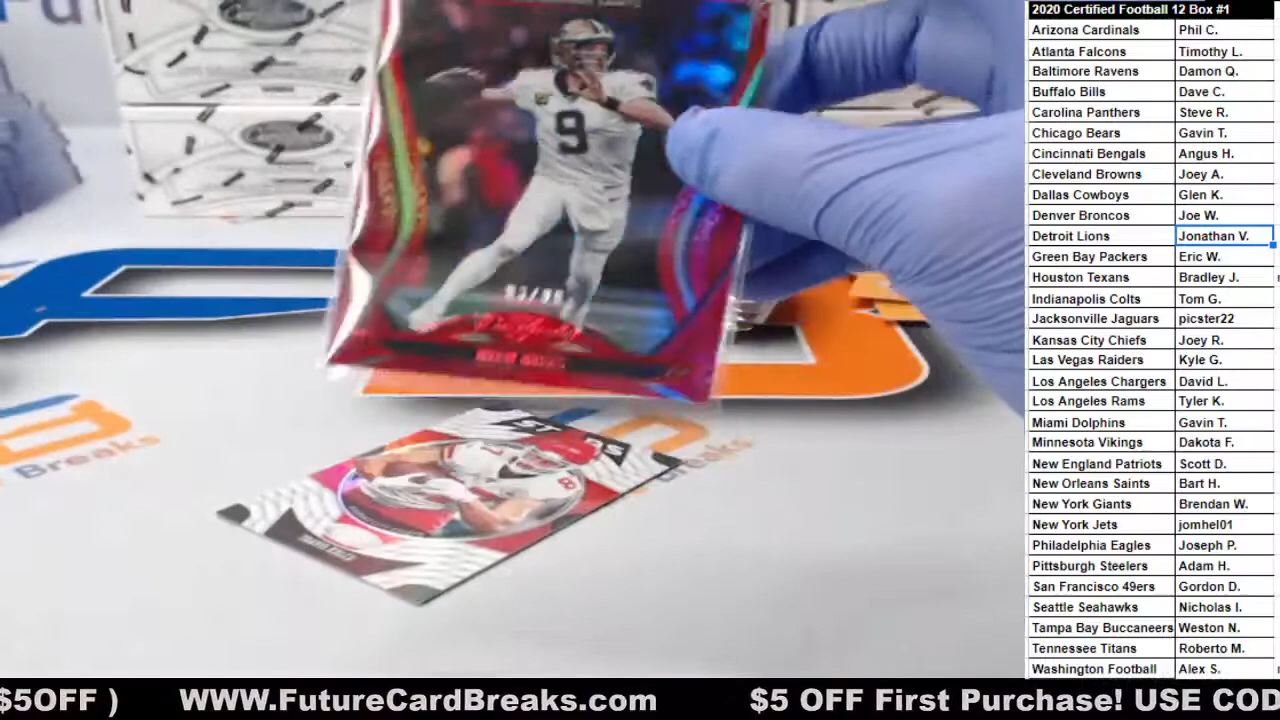 2020 Certified Football 12 Box #1
Arizona Cardinals Phil C.
Atlanta Falcons Timothy L.
Baltimore Ravens Damon Q.
Buffalo Bills Dave C.
Carolina Panthers Steve R.
Chicago Bears Gavin T.
Cincinnati Bengals Angus H.
Cleveland Browns Joey A.
Dallas Cowboys Glen K.
Denver Broncos Joe W.
Detroit Lions Jonathan V.
Green Bay Packers Eric W.
Houston Texans Bradley J.
Indianapolis Colts Tom G.
Jacksonville Jaguars picster22
Kansas City Chiefs Joey R.
Las Vegas Raiders Kyle G.
Los Angeles Chargers David L.
Los Angeles Rams Tyler K.
Miami Dolphins Gavin T.
Minnesota Vikings Dakota F.
New England Patriots Scott D.
New Orleans Saints Bart H.
New York Giants Brendan W.
New York Jets jomhel01
Philadelphia Eagles Joseph P.
Pittsburgh Steelers Adam H.
San Francisco 49ers Gordon D.
Seattle Seahawks Nicholas I.
Tampa Bay Buccaneers Weston N.
Tennessee Titans Roberto M.
Washington Football Alex S.
9
Breaks
Breaks
$5OFF ) WWW.FutureCardBreaks.com $5 OFF First Purchase! USE COD